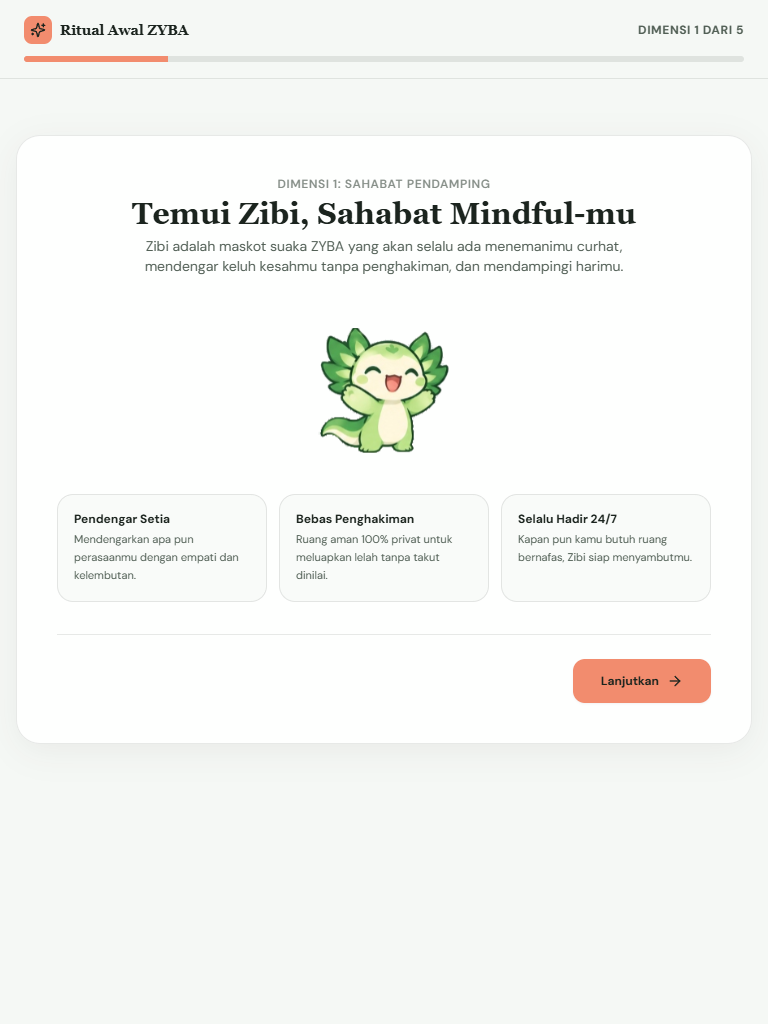 Ritual Awal ZYBA
DIMENSI 1 DARI 5
DIMENSI 1: SAHABAT PENDAMPING
Temui Zibi, Sahabat Mindful-mu
Zibi adalah maskot suaka ZYBA yang akan selalu ada menemanimu curhat,
mendengar keluh kesahmu tanpa penghakiman, dan mendampingi harimu.
Pendengar Setia
Mendengarkan apa pun
perasaanmu dengan empati dan
kelembutan.
Bebas Penghakiman
Ruang aman 100% privat untuk
meluapkan lelah tanpa takut
dinilai.
Selalu Hadir 24/7
Kapan pun kamu butuh ruang
bernafas, Zibi siap menyambutmu.
Lanjutkan